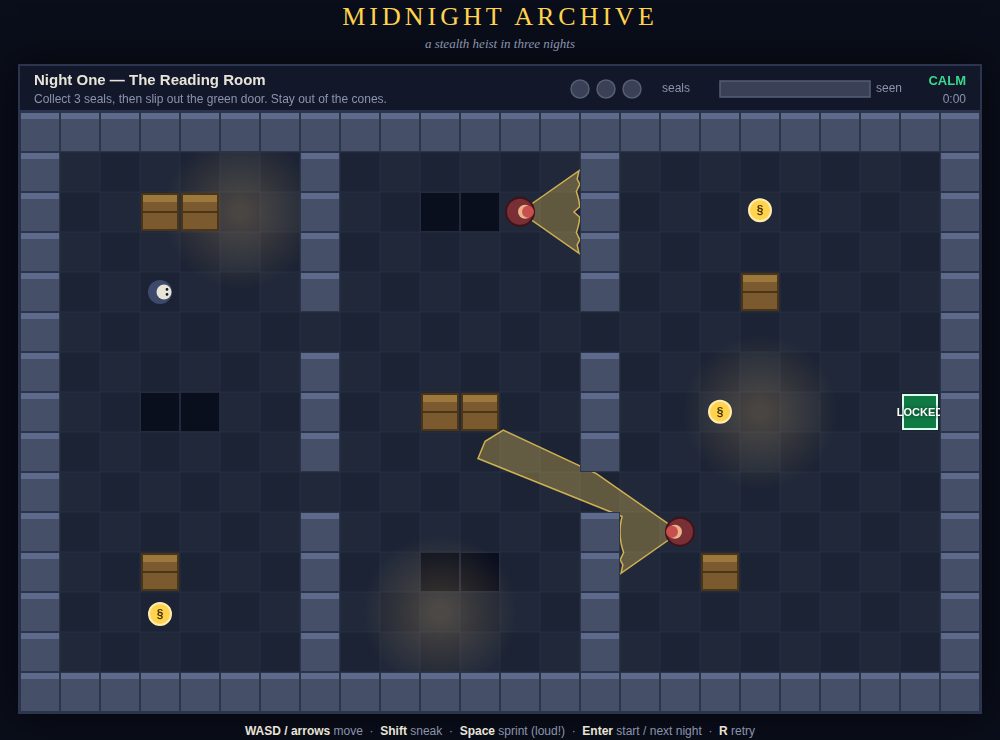 MIDNIGHT ARCHIVE
a stealth heist in three nights
Night One — The Reading Room
Collect 3 seals, then slip out the green door. Stay out of the cones.
seals
seen
CALM
0:00
§
§
LOCKED
§
WASD / arrows move · Shift sneak · Space sprint (loud!) · Enter start / next night · R retry